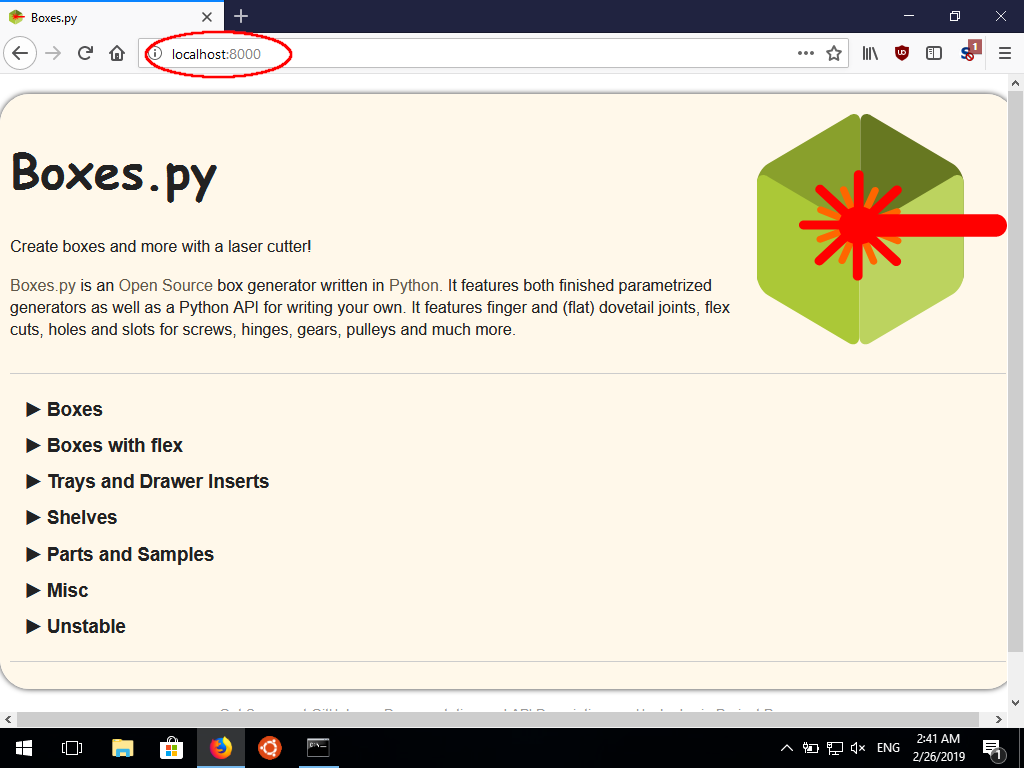 Boxes.py
localhost:8000
1
Boxes.py
Create boxes and more with a laser cutter!
Boxes.py is an Open Source box generator written in Python. It features both finished parametrized
generators as well as a Python API for writing your own. It features finger and (flat) dovetail joints, flex
cuts, holes and slots for screws, hinges, gears, pulleys and much more.
▶ Boxes
▶ Boxes with flex
▶ Trays and Drawer Inserts
▶ Shelves
▶ Parts and Samples
▶ Misc
▶ Unstable
ENG
2:41 AM
2/26/2019
1